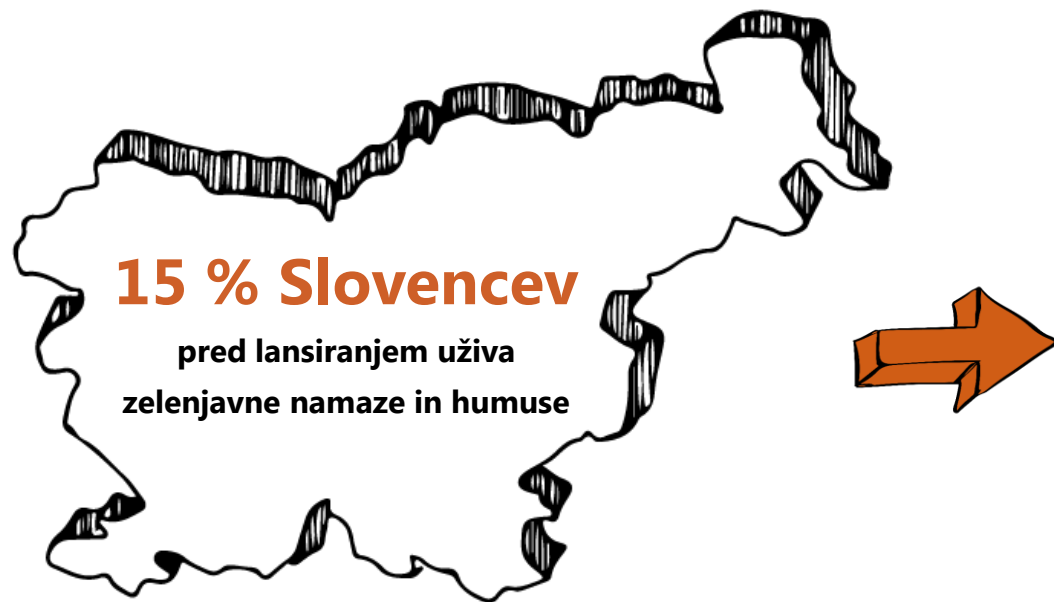 15 % Slovencev
pred lansiranjem uživa
zelenjavne namaze in humuse